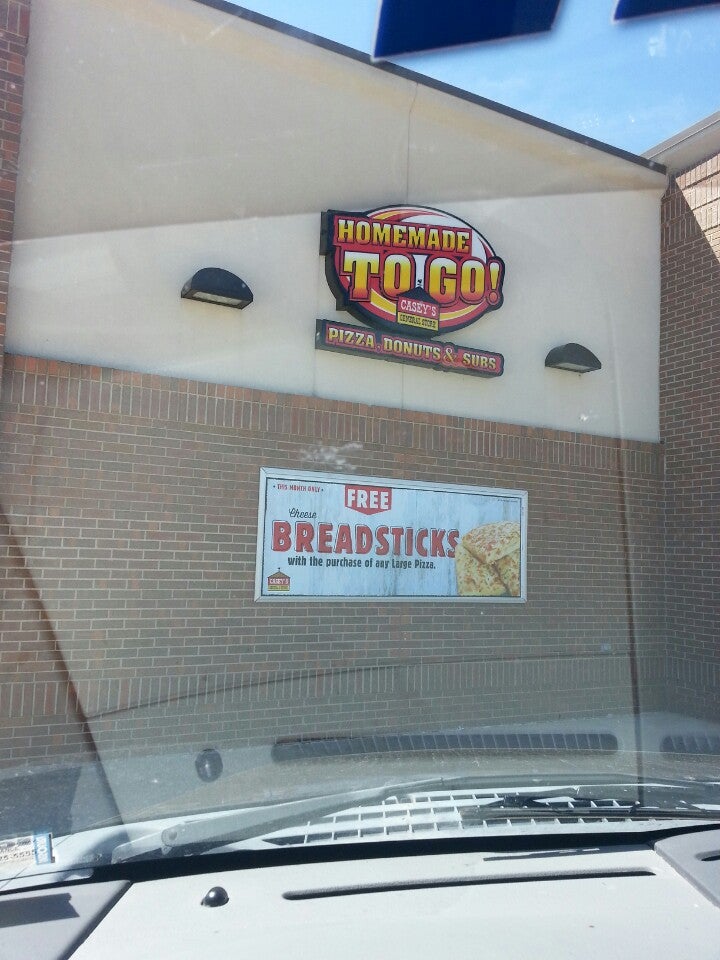 HOMEMADE
TO GO!
CASEY'S
GENERAL STORE
PIZZA, DONUTS & SUBS
• THIS MONTH ONLY •
FREE
Cheese
BREADSTICKS
with the purchase of any Large Pizza.
CASEY'S